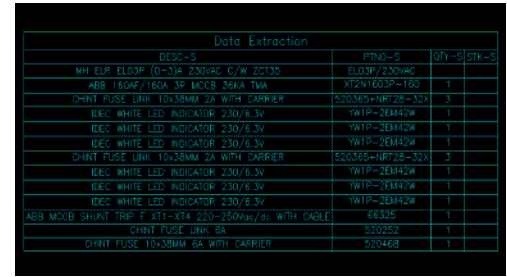 Data Extraction
DESC-S PTNO-S QTY-S STK-S
MH ELR EL03P (0-3)A 230VAC C/W ZCT35 EL03P/230VAC
ABB 160AF/160A 3P MCCB 36KA TMA XT2N1603P-160 1
CHINT FUSE LINK 10x38MM 2A WITH CARRIER 520365+NRT28-32X 3
IDEC WHITE LED INDICATOR 230/6.3V YW1P-2EM42W 1
IDEC WHITE LED INDICATOR 230/6.3V YW1P-2EM42W 1
IDEC WHITE LED INDICATOR 230/6.3V YW1P-2EM42W 1
CHINT FUSE LINK 10x38MM 2A WITH CARRIER 520365+NRT28-32X 3
IDEC WHITE LED INDICATOR 230/6.3V YW1P-2EM42W 1
IDEC WHITE LED INDICATOR 230/6.3V YW1P-2EM42W 1
IDEC WHITE LED INDICATOR 230/6.3V YW1P-2EM42W 1
ABB MCCB SHUNT TRIP F XT1-XT4 220-250Vac/dc WITH CABLE 66325 1
CHINT FUSE LINK 6A 520252 1
CHINT FUSE 10x38MM 6A WITH CARRIER 520468 1